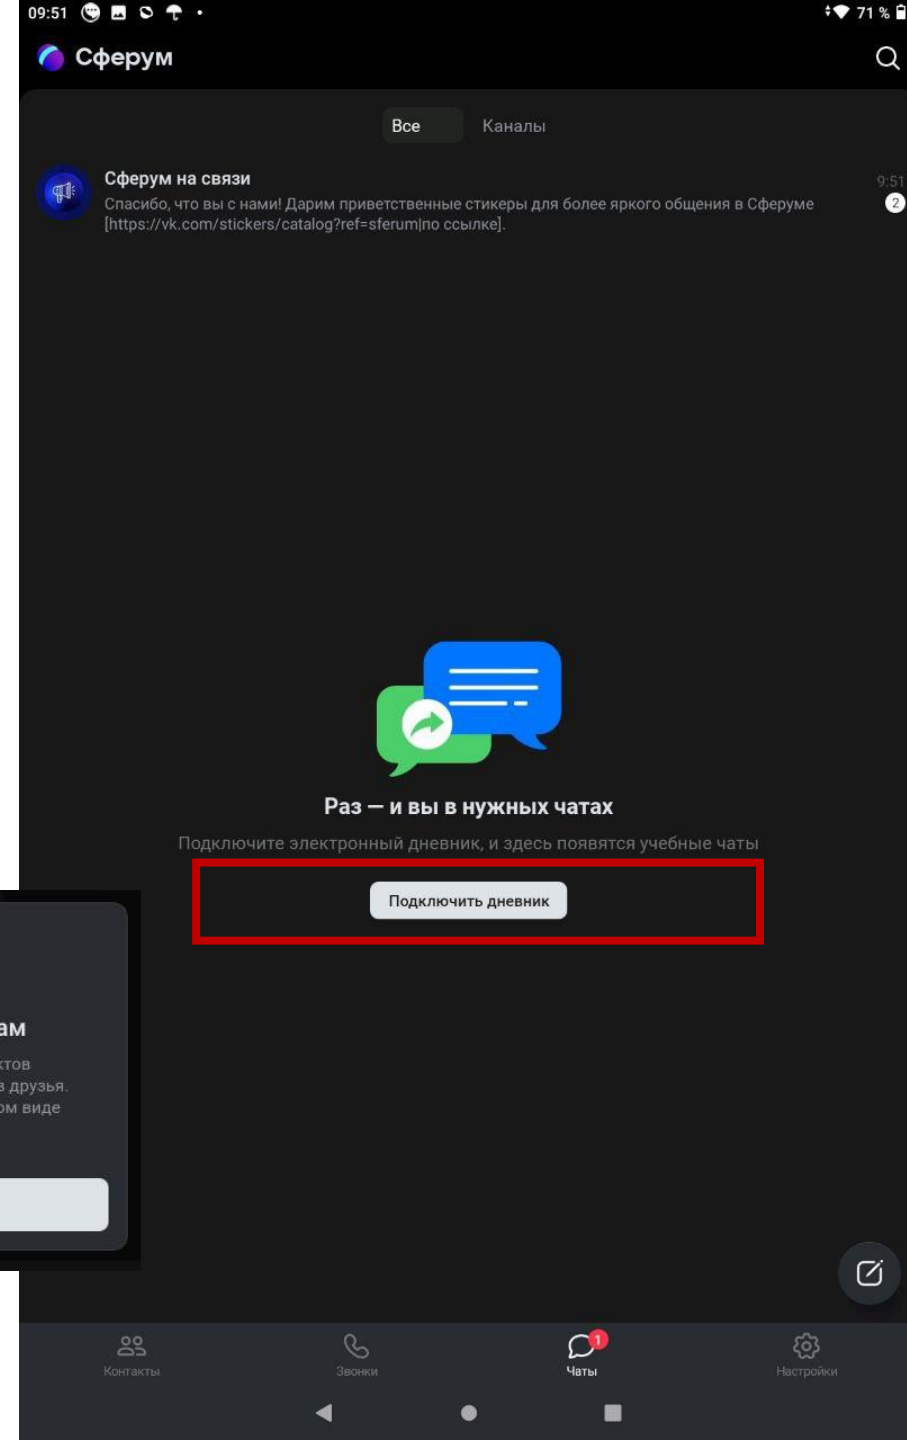 09:51
71 %
Сферум
Все
Каналы
Сферум на связи
9:51
Спасибо, что вы с нами! Дарим приветственные стикеры для более яркого общения в Сферуме
2
[https://vk.com/stickers/catalog?ref=sferum|по ссылке].
Раз — и вы в нужных чатах
Подключите электронный дневник, и здесь появятся учебные чаты
Подключить дневник
ам
ктов
в друзья.
ом виде
1
Контакты
Звонки
Чаты
Настройки